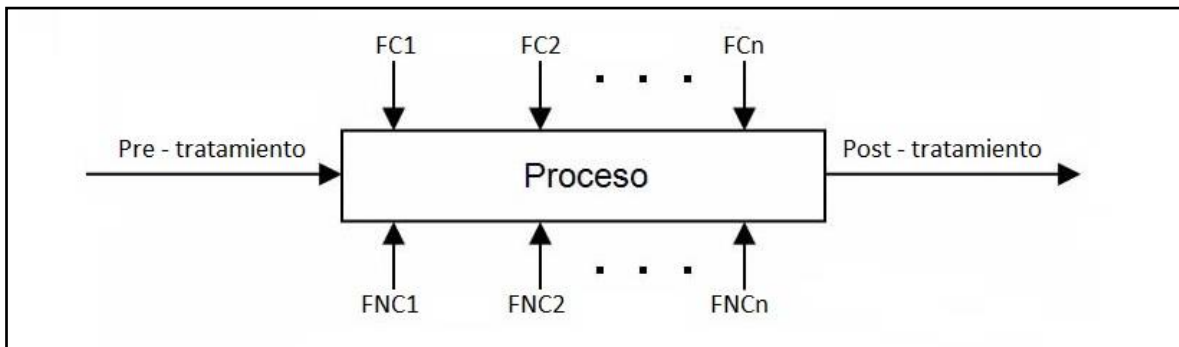 FC1 FC2 FCn
Pre - tratamiento Proceso Post - tratamiento
FNC1 FNC2 FNCn